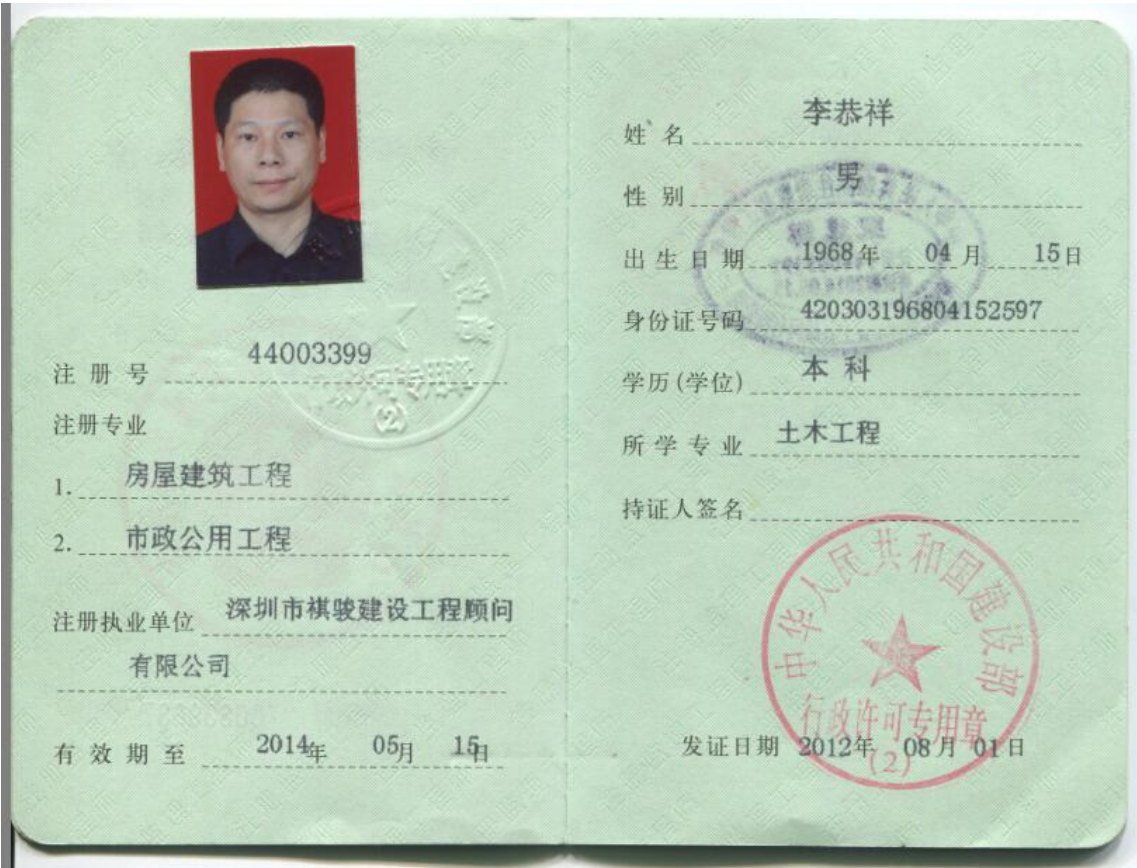 注册号 44003399
注册专业
1. 房屋建筑工程
2. 市政公用工程
注册执业单位 深圳市祺骏建设工程顾问
有限公司
有效期至 2014年 05月 15日
姓名 李恭祥
性别 男
出生日期 1968年 04月 15日
身份证号码 420303196804152597
学历(学位) 本科
所学专业 土木工程
持证人签名
中华人民共和国建设部
行政许可专用章
(2)
发证日期 2012年 08月 01日